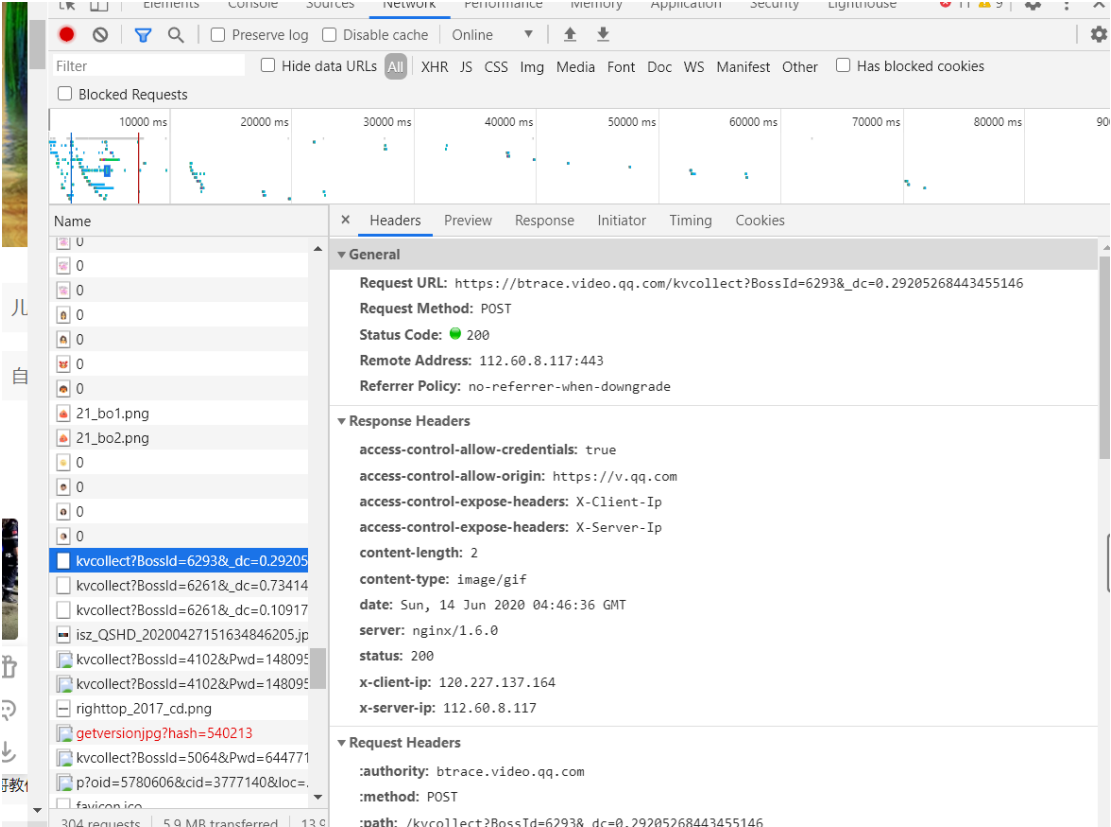 Elements Console Sources Network Performance Memory Application Security Lighthouse 11 9
Preserve log Disable cache Online
Filter Hide data URLs All XHR JS CSS Img Media Font Doc WS Manifest Other Has blocked cookies
Blocked Requests
10000 ms 20000 ms 30000 ms 40000 ms 50000 ms 60000 ms 70000 ms 80000 ms 90
Name
0
0
0
0
0
0
0
21_bo1.png
21_bo2.png
0
0
0
0
kvcollect?BossId=6293&_dc=0.29205
kvcollect?BossId=6261&_dc=0.73414
kvcollect?BossId=6261&_dc=0.10917
isz_QSHD_20200427151634846205.jp
kvcollect?BossId=4102&Pwd=148095
kvcollect?BossId=4102&Pwd=148095
righttop_2017_cd.png
getversionjpg?hash=540213
kvcollect?BossId=5064&Pwd=644771
p?oid=5780606&cid=3777140&loc=.
favicon.ico
304 requests 5.9 MB transferred 13.9
Headers Preview Response Initiator Timing Cookies
General
Request URL: https://btrace.video.qq.com/kvcollect?BossId=6293&_dc=0.29205268443455146
Request Method: POST
Status Code: 200
Remote Address: 112.60.8.117:443
Referrer Policy: no-referrer-when-downgrade
Response Headers
access-control-allow-credentials: true
access-control-allow-origin: https://v.qq.com
access-control-expose-headers: X-Client-Ip
access-control-expose-headers: X-Server-Ip
content-length: 2
content-type: image/gif
date: Sun, 14 Jun 2020 04:46:36 GMT
server: nginx/1.6.0
status: 200
x-client-ip: 120.227.137.164
x-server-ip: 112.60.8.117
Request Headers
:authority: btrace.video.qq.com
:method: POST
:path: /kvcollect?BossId=6293&_dc=0.29205268443455146
儿
自